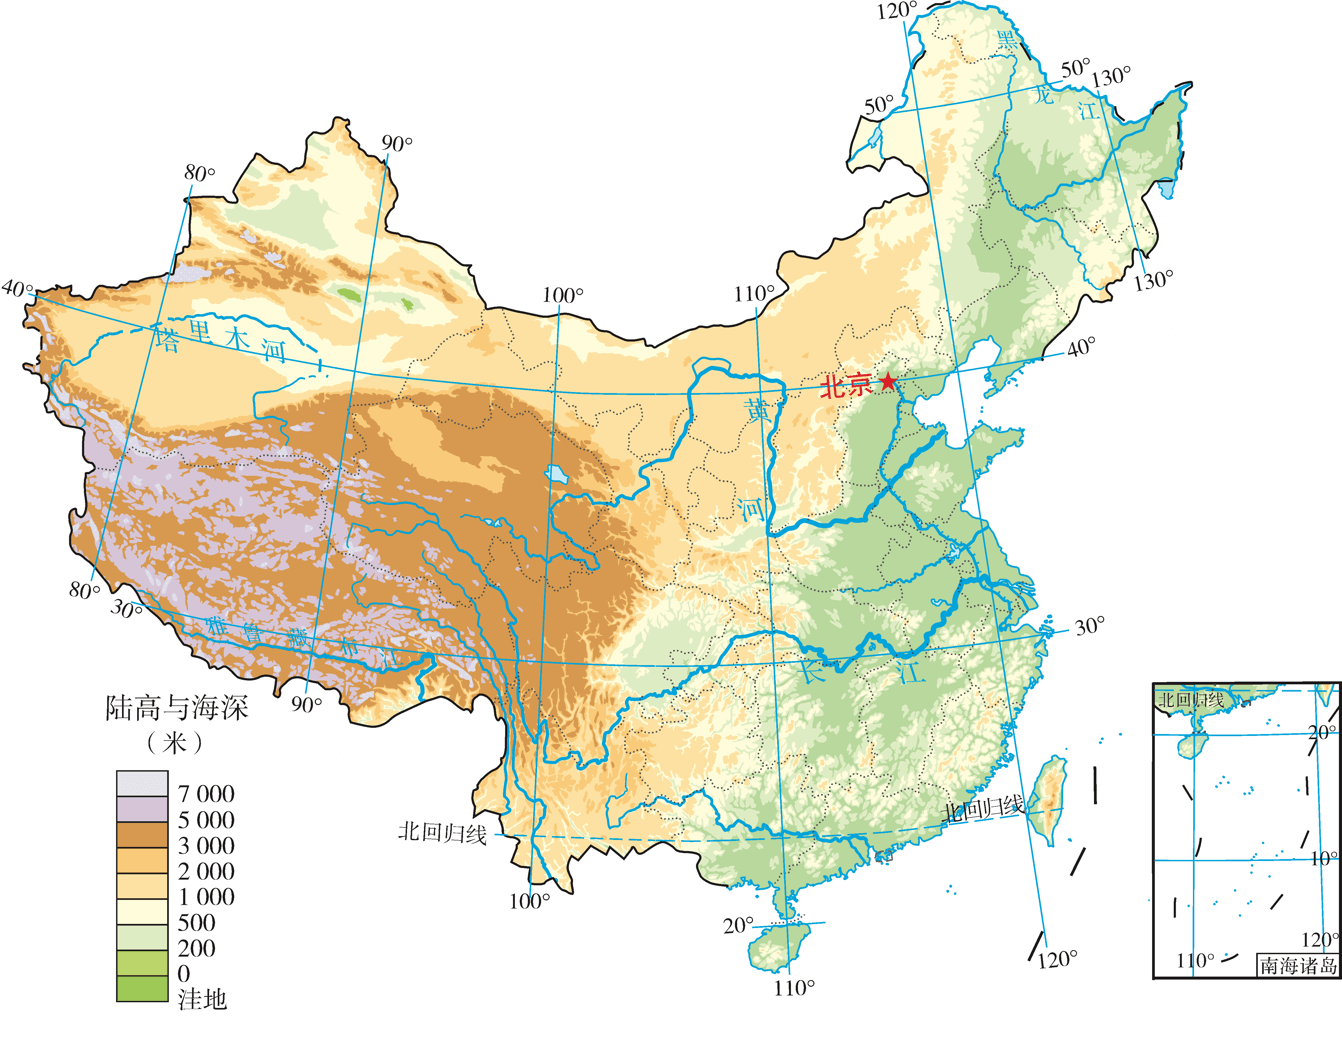 120°
黑
50°
130°
龙
50°
江
90°
80°
130°
40°
100°
110°
塔里木河
40°
北京
黄
河
80°
30°
雅鲁藏布江
30°
长江
90°
陆高与海深
(米)
7 000
5 000
3 000
2 000
1 000
500
200
0
洼地
北回归线
北回归线
100°
20°
110°
120°
北回归线
20°
10°
120°
110°
南海诸岛